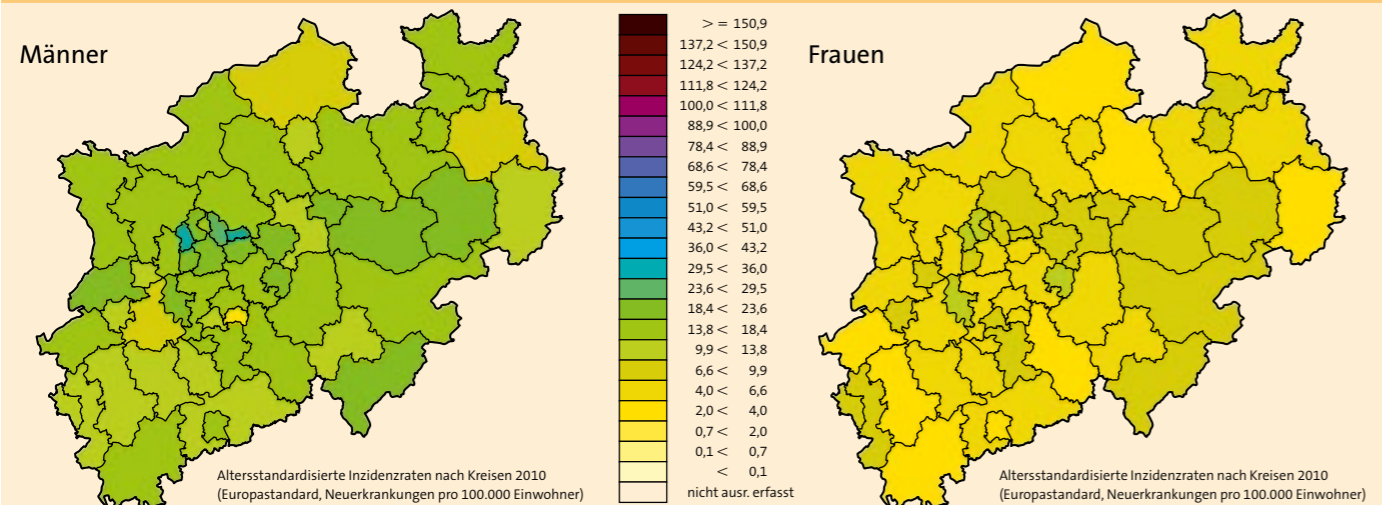 Männer
> = 150,9
137,2 < 150,9
124,2 < 137,2
111,8 < 124,2
100,0 < 111,8
88,9 < 100,0
78,4 < 88,9
68,6 < 78,4
59,5 < 68,6
51,0 < 59,5
43,2 < 51,0
36,0 < 43,2
29,5 < 36,0
23,6 < 29,5
18,4 < 23,6
13,8 < 18,4
9,9 < 13,8
6,6 < 9,9
4,0 < 6,6
2,0 < 4,0
0,7 < 2,0
0,1 < 0,7
< 0,1
nicht ausr. erfasst
Altersstandardisierte Inzidenzraten nach Kreisen 2010
(Europastandard, Neuerkrankungen pro 100.000 Einwohner)
Frauen
Altersstandardisierte Inzidenzraten nach Kreisen 2010
(Europastandard, Neuerkrankungen pro 100.000 Einwohner)